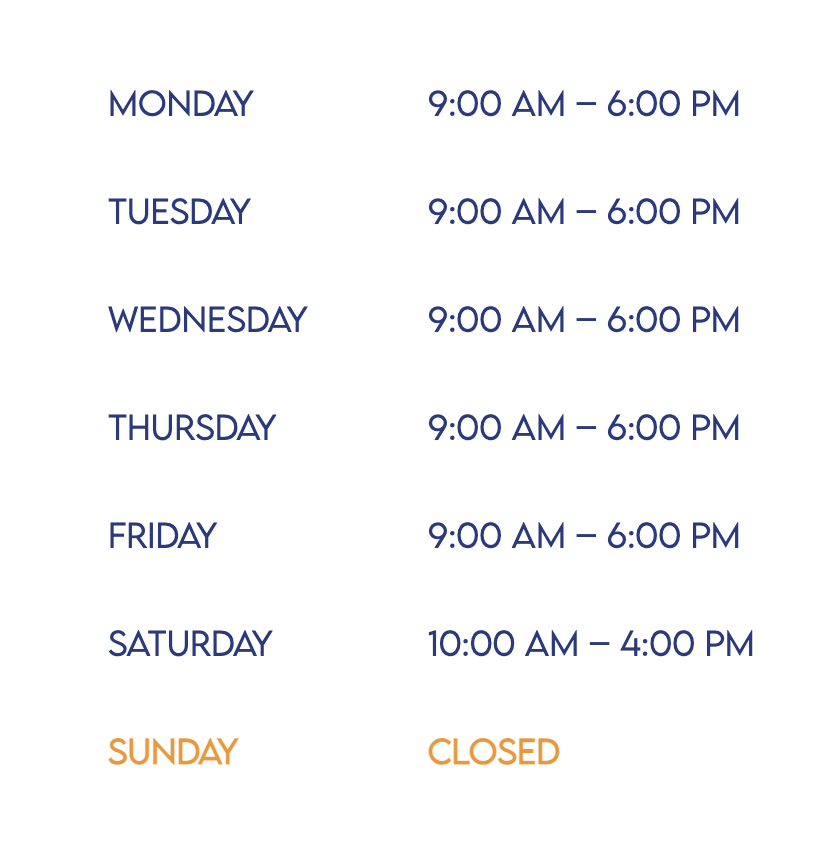 MONDAY 9:00 AM – 6:00 PM
TUESDAY 9:00 AM – 6:00 PM
WEDNESDAY 9:00 AM – 6:00 PM
THURSDAY 9:00 AM – 6:00 PM
FRIDAY 9:00 AM – 6:00 PM
SATURDAY 10:00 AM – 4:00 PM
SUNDAY CLOSED